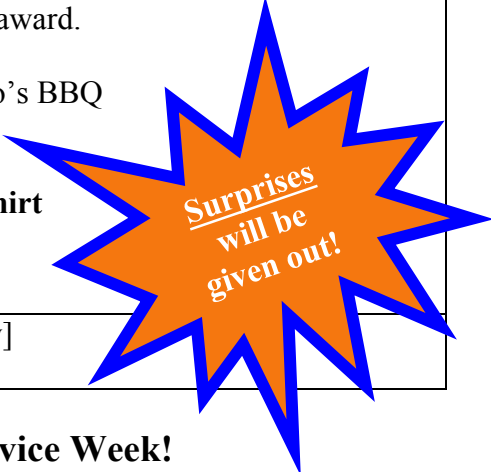 award.
o's BBQ
hirt
Surprises
will be
given out!
]
vice Week!